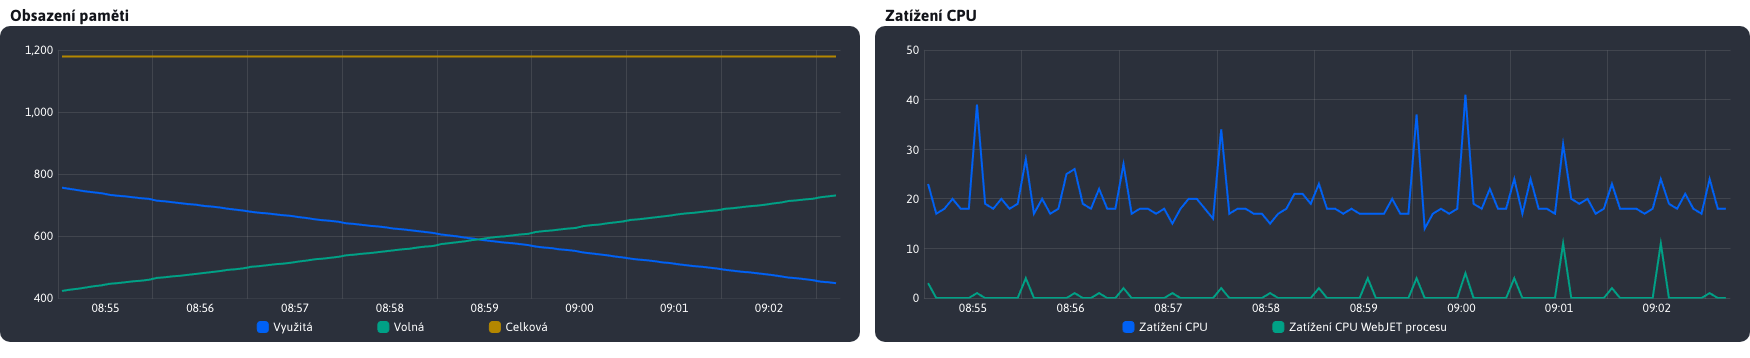 Obsazení paměti
1,200
1,000
800
600
400
08:55 08:56 08:57 08:58 08:59 09:00 09:01 09:02
Využitá Volná Celková
Zatížení CPU
50
40
30
20
10
0
08:55 08:56 08:57 08:58 08:59 09:00 09:01 09:02
Zatížení CPU Zatížení CPU WebJET procesu